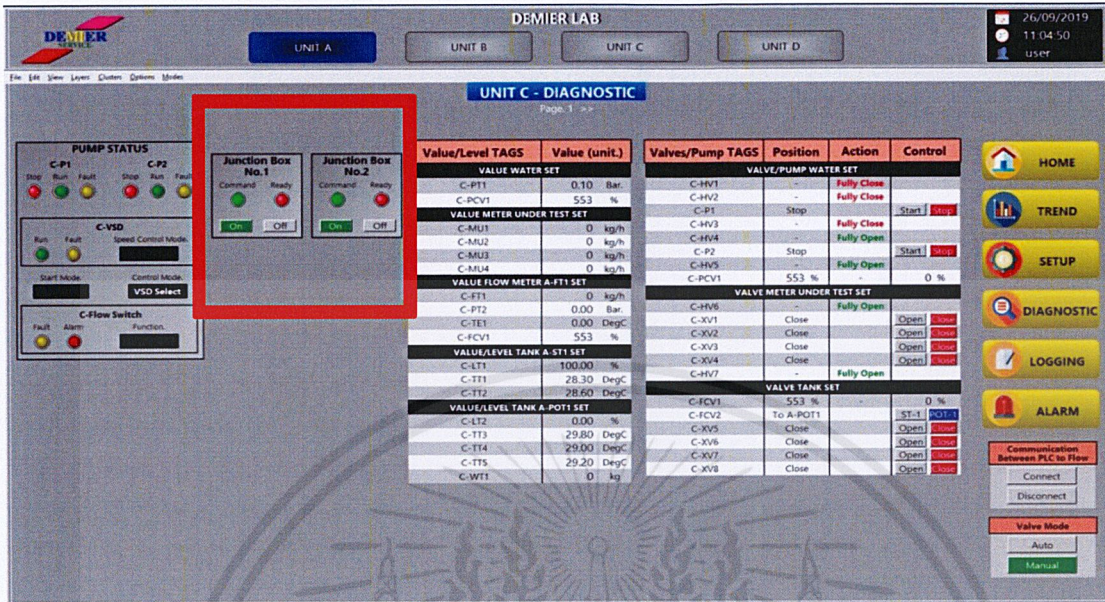 DEMIER LAB
DEMIER
SERVICE
UNIT A
UNIT B
UNIT C
UNIT D
26/09/2019
11:04:50
user
File Edit View Layers Clusters Options Modes
UNIT C - DIAGNOSTIC
Page. 1 >>
PUMP STATUS
C-P1 C-P2
Stop Run Fault Stop Run Fault
C-VSD
Run Fault Speed Control Mode.
Start Mode. Control Mode.
VSD Select
C-Flow Switch
Fault Alarm Function.
Junction Box
No.1
Command Ready
On Off
Junction Box
No.2
Command Ready
On Off
Value/Level TAGS Value (unit.)
VALUE WATER SET
C-PT1 0.10 Bar.
C-PCV1 553 %
VALUE METER UNDER TEST SET
C-MU1 0 kg/h
C-MU2 0 kg/h
C-MU3 0 kg/h
C-MU4 0 kg/h
VALUE FLOW METER A-FT1 SET
C-FT1 0 kg/h
C-PT2 0.00 Bar.
C-TE1 0.00 DegC
C-FCV1 553 %
VALUE/LEVEL TANK A-ST1 SET
C-LT1 100.00 %
C-TT1 28.30 DegC
C-TT2 28.60 DegC
VALUE/LEVEL TANK A-POT1 SET
C-LT2 0.00 %
C-TT3 29.80 DegC
C-TT4 29.00 DegC
C-TT5 29.20 DegC
C-WT1 0 kg
Valves/Pump TAGS Position Action Control
VALVE/PUMP WATER SET
C-HV1 - Fully Close
C-HV2 - Fully Close
C-P1 Stop Start Stop
C-HV3 - Fully Close
C-HV4 - Fully Open
C-P2 Stop Start Stop
C-HV5 - Fully Open
C-PCV1 553 % - 0 %
VALVE METER UNDER TEST SET
C-HV6 - Fully Open
C-XV1 Close Open Close
C-XV2 Close Open Close
C-XV3 Close Open Close
C-XV4 Close Open Close
C-HV7 - Fully Open
VALVE TANK SET
C-FCV1 553 % - 0 %
C-FCV2 To A-POT1 ST-1 POT-1
C-XV5 Close Open Close
C-XV6 Close Open Close
C-XV7 Close Open Close
C-XV8 Close Open Close
HOME
TREND
SETUP
DIAGNOSTIC
LOGGING
ALARM
Communication
Between PLC to Flow
Connect
Disconnect
Valve Mode
Auto
Manual